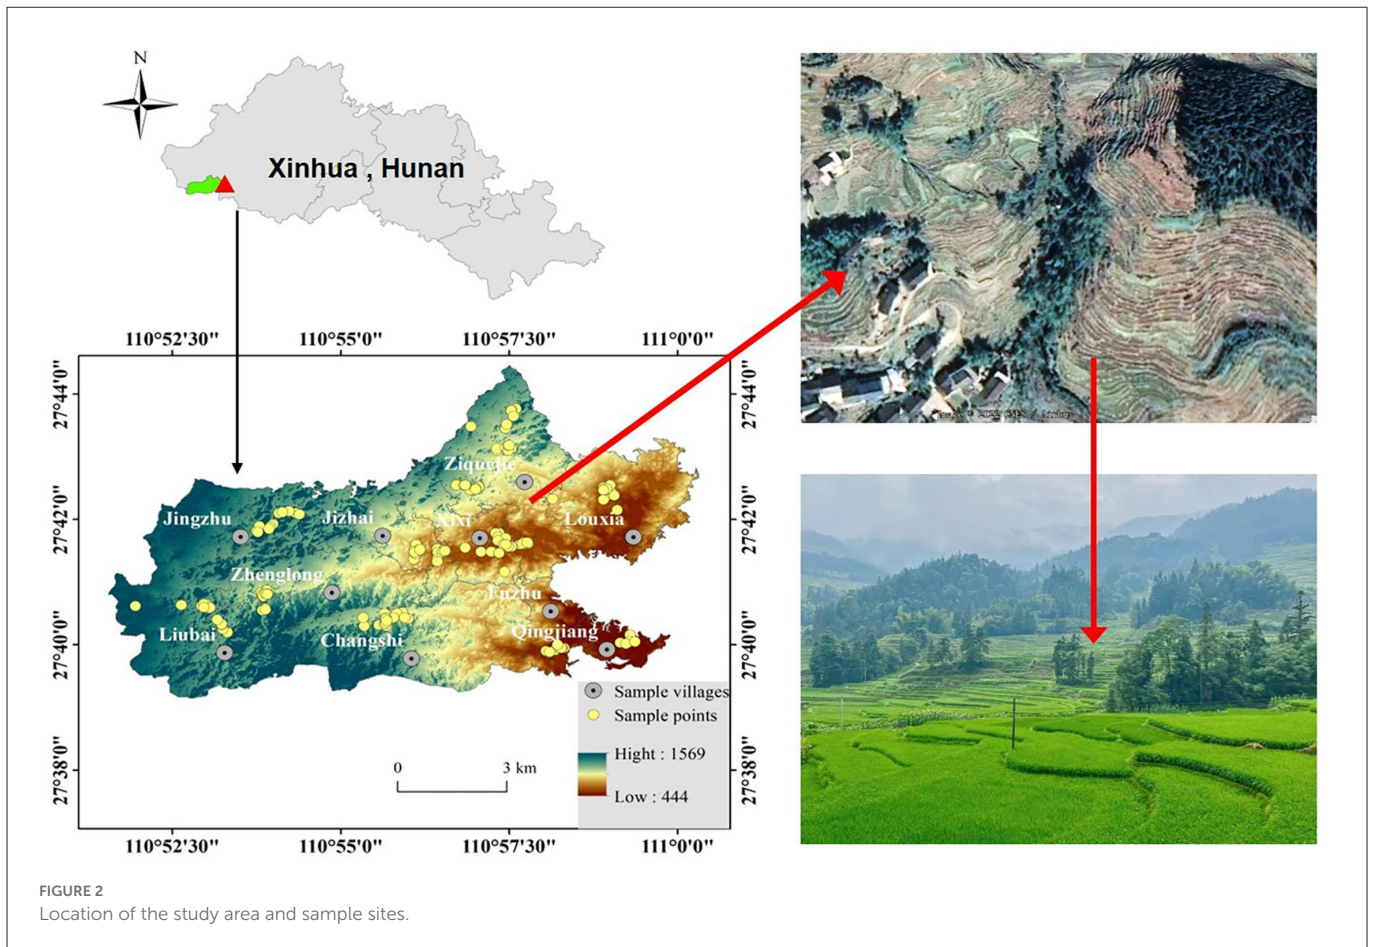 N
Xinhua , Hunan
110°52'30" 110°55'0" 110°57'30" 111°0'0"
27°44'0" 27°44'0"
Ziquejie
27°42'0" 27°42'0"
Jingzhu Jizhai Xixi Louxia
Zhenglong
Fuzhu
27°40'0" 27°40'0"
Liubai Changshi Qingjiang
Sample villages
Sample points
27°38'0" 27°38'0"
0 3 km
Hight : 1569
Low : 444
110°52'30" 110°55'0" 110°57'30" 111°0'0"
FIGURE 2
Location of the study area and sample sites.